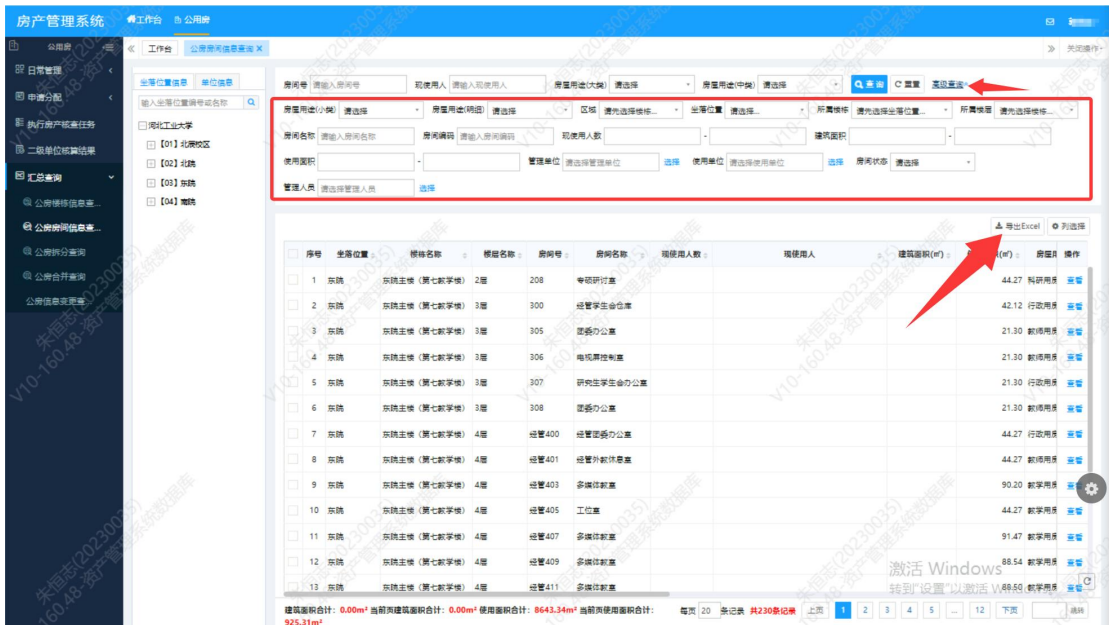 房产管理系统 工作台 公用房
公用房 工作台 公房房间信息查询 X 关闭操作
日常管理
申请分配
执行房产核查任务
二级单位核算结果
汇总查询
公房楼栋信息查...
公房房间信息查...
公房拆分查询
公房合并查询
公房信息变更查...
坐落位置信息 单位信息
输入坐落位置编号或名称
河北工业大学
【01】北辰校区
【02】北院
【03】东院
【04】南院
房间号 请输入房间号 现使用人 请输入现使用人 房屋用途(大类) 请选择 房屋用途(中类) 请选择 查询 重置 高级查询
房屋用途(小类) 请选择 房屋用途(明细) 请选择 区域 请先选择楼栋... 坐落位置 请选择... 所属楼栋 请先选择坐落位置... 所属楼层 请先选择楼栋...
房间名称 请输入房间名称 房间编码 请输入房间编码 现使用人数 - 建筑面积 -
使用面积 - 管理单位 请选择管理单位 选择 使用单位 请选择使用单位 选择 房间状态 请选择
管理人员 请选择管理人员 选择
导出Excel 列选择
序号 坐落位置 楼栋名称 楼层名称 房间号 房间名称 现使用人数 现使用人 建筑面积(㎡) (㎡) 房屋用 操作
1 东院 东院主楼（第七教学楼） 2层 208 专硕研讨室 44.27 科研用房 查看
2 东院 东院主楼（第七教学楼） 3层 300 经管学生会仓库 42.12 行政用房 查看
3 东院 东院主楼（第七教学楼） 3层 305 团委办公室 21.30 教师用房 查看
4 东院 东院主楼（第七教学楼） 3层 306 电视屏控制室 21.30 教师用房 查看
5 东院 东院主楼（第七教学楼） 3层 307 研究生学生会办公室 21.30 行政用房 查看
6 东院 东院主楼（第七教学楼） 3层 308 团委办公室 21.30 教师用房 查看
7 东院 东院主楼（第七教学楼） 4层 经管400 经管团委办公室 44.27 行政用房 查看
8 东院 东院主楼（第七教学楼） 4层 经管401 经管外教休息室 44.27 教师用房 查看
9 东院 东院主楼（第七教学楼） 4层 经管403 多媒体教室 90.20 教学用房 查看
10 东院 东院主楼（第七教学楼） 4层 经管405 工位室 44.27 教学用房 查看
11 东院 东院主楼（第七教学楼） 4层 经管407 多媒体教室 91.47 教学用房 查看
12 东院 东院主楼（第七教学楼） 4层 经管409 多媒体教室 88.54 教学用房 查看
13 东院 东院主楼（第七教学楼） 4层 经管411 多媒体教室 88.50 教学用房 查看
激活 Windows
转到"设置"以激活 Windows。
建筑面积合计：0.00m² 当前页建筑面积合计：0.00m² 使用面积合计：8643.34m² 当前页使用面积合计：
925.31m²
每页 20 条记录 共230条记录 上页 1 2 3 4 5 ... 12 下页 跳转